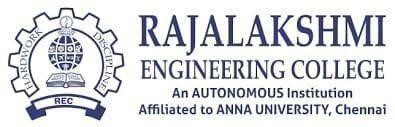 HARDWORK DISCIPLINE
REC
RAJALAKSHMI
ENGINEERING COLLEGE
An AUTONOMOUS Institution
Affiliated to ANNA UNIVERSITY, Chennai